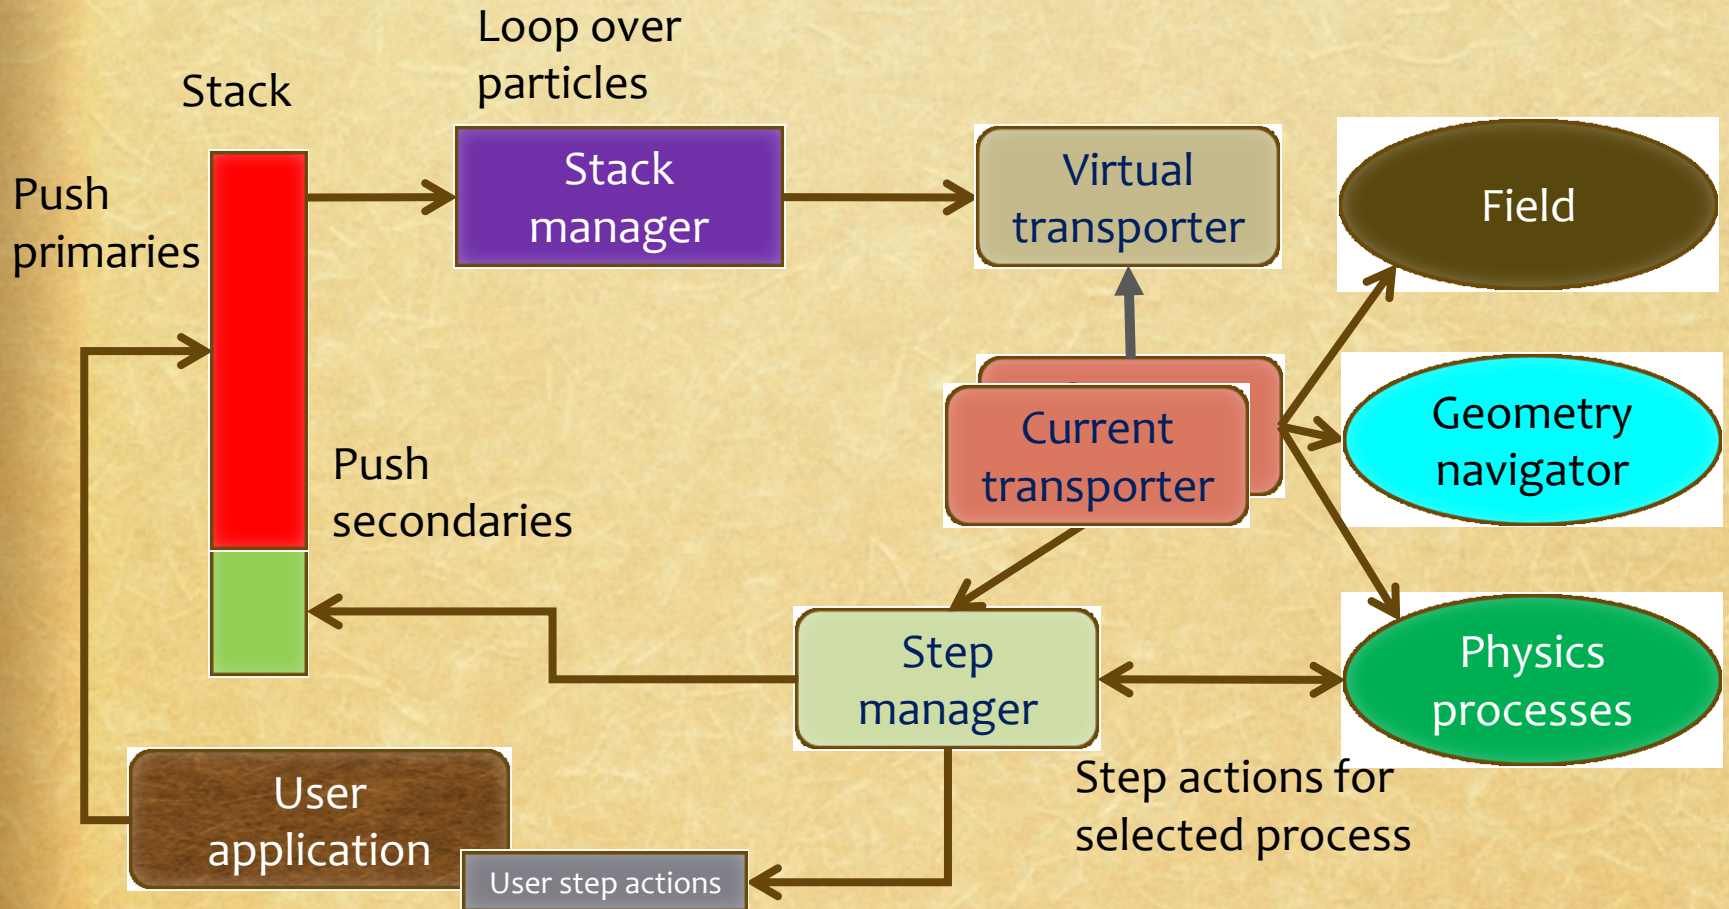 Loop over
particles
Stack
Stack
manager
Virtual
transporter
Field
Push
primaries
Current
transporter
Geometry
navigator
Push
secondaries
Step
manager
Physics
processes
Step actions for
selected process
User
application
User step actions